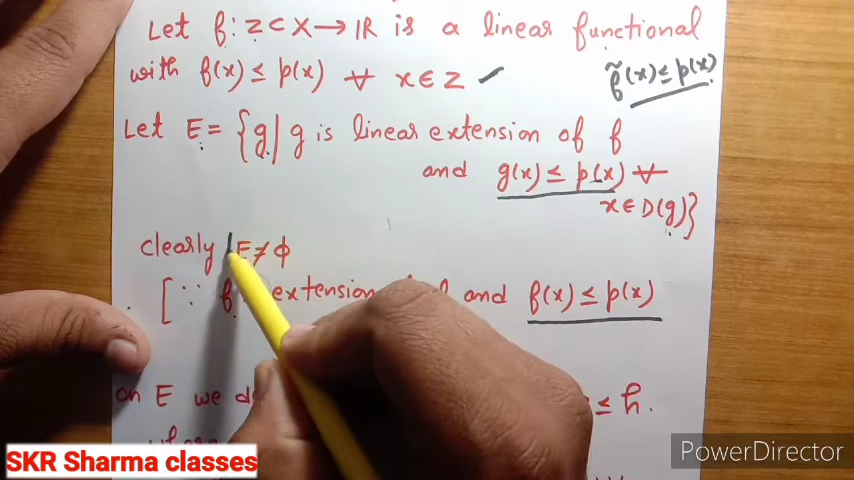 Let f: Z ⊂ X → IR is a linear functional
with f(x) ≤ p(x) ∀ x ∈ Z ✓
f̃(x) ≤ p(x)
Let E = {g | g is linear extension of f
and g(x) ≤ p(x) ∀
x ∈ D(g)}
clearly E ≠ ϕ
[ ∵ f extension and f(x) ≤ p(x)
on E we ≤ h.
SKR Sharma classes
PowerDirector